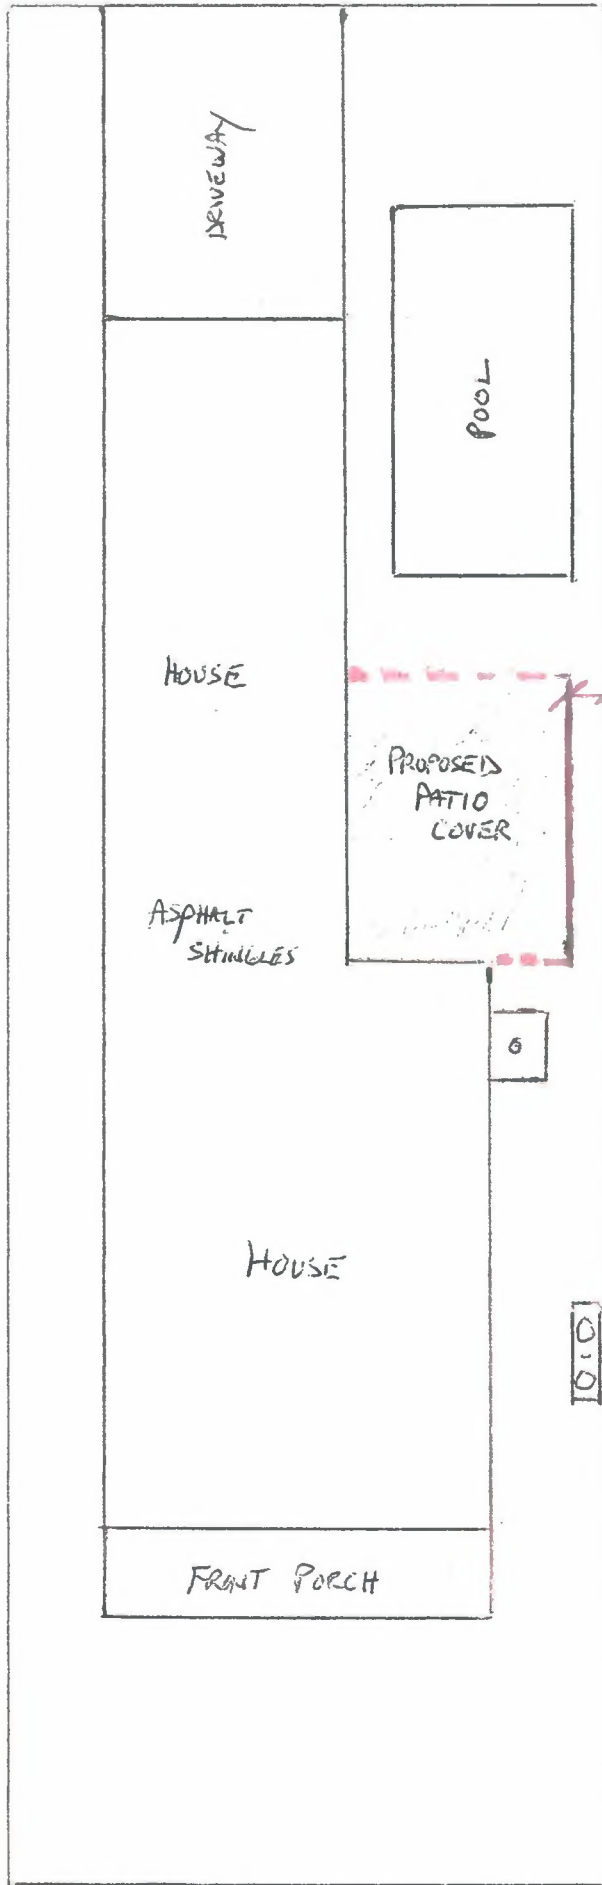 DRIVEWAY
POOL
HOUSE
PROPOSED
PATIO
COVER
ASPHALT
SHINGLES
HOUSE
FRONT PORCH